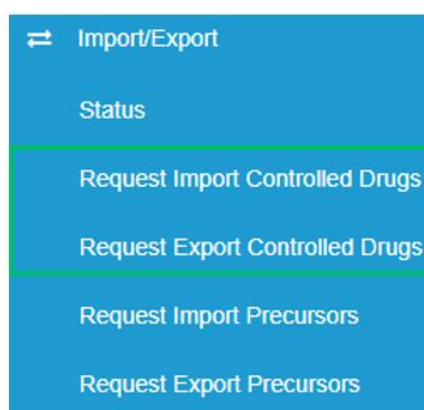 Import/Export
Status
Request Import Controlled Drugs
Request Export Controlled Drugs
Request Import Precursors
Request Export Precursors